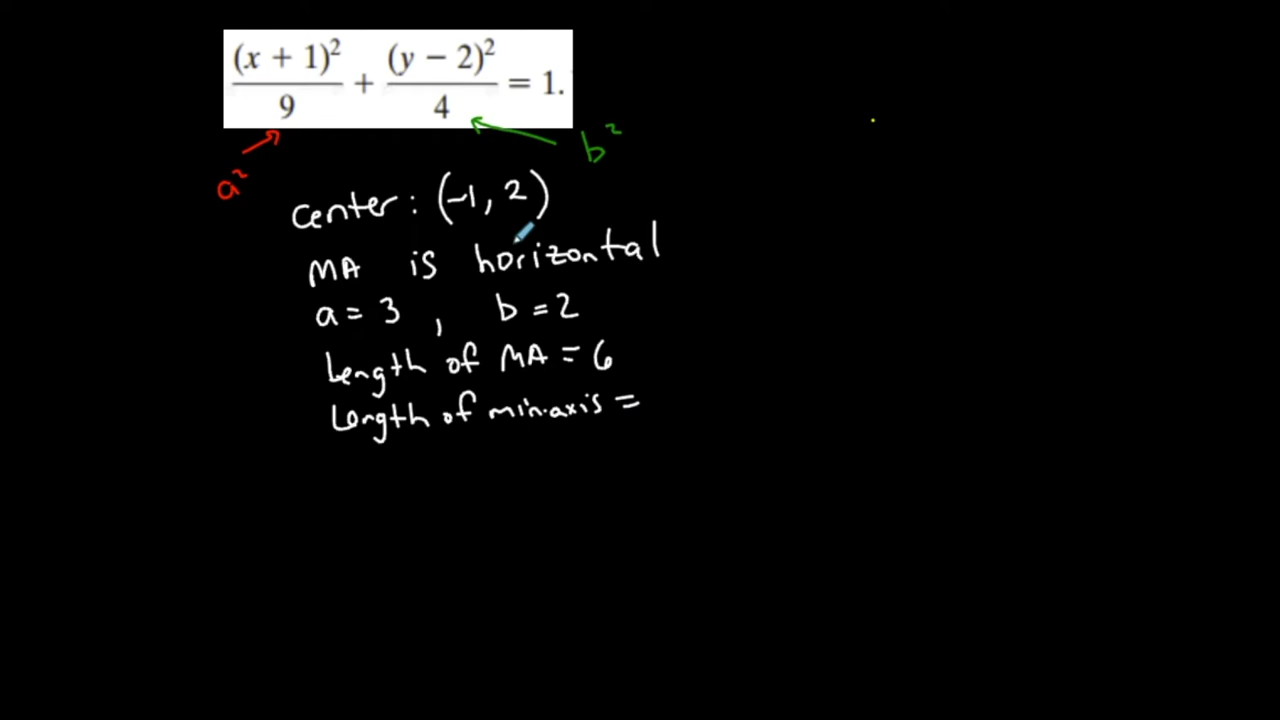 (x + 1)² / 9 + (y − 2)² / 4 = 1.
a²
b²
center: (-1, 2)
MA is horizontal
a = 3, b = 2
Length of MA = 6
Length of min.axis =